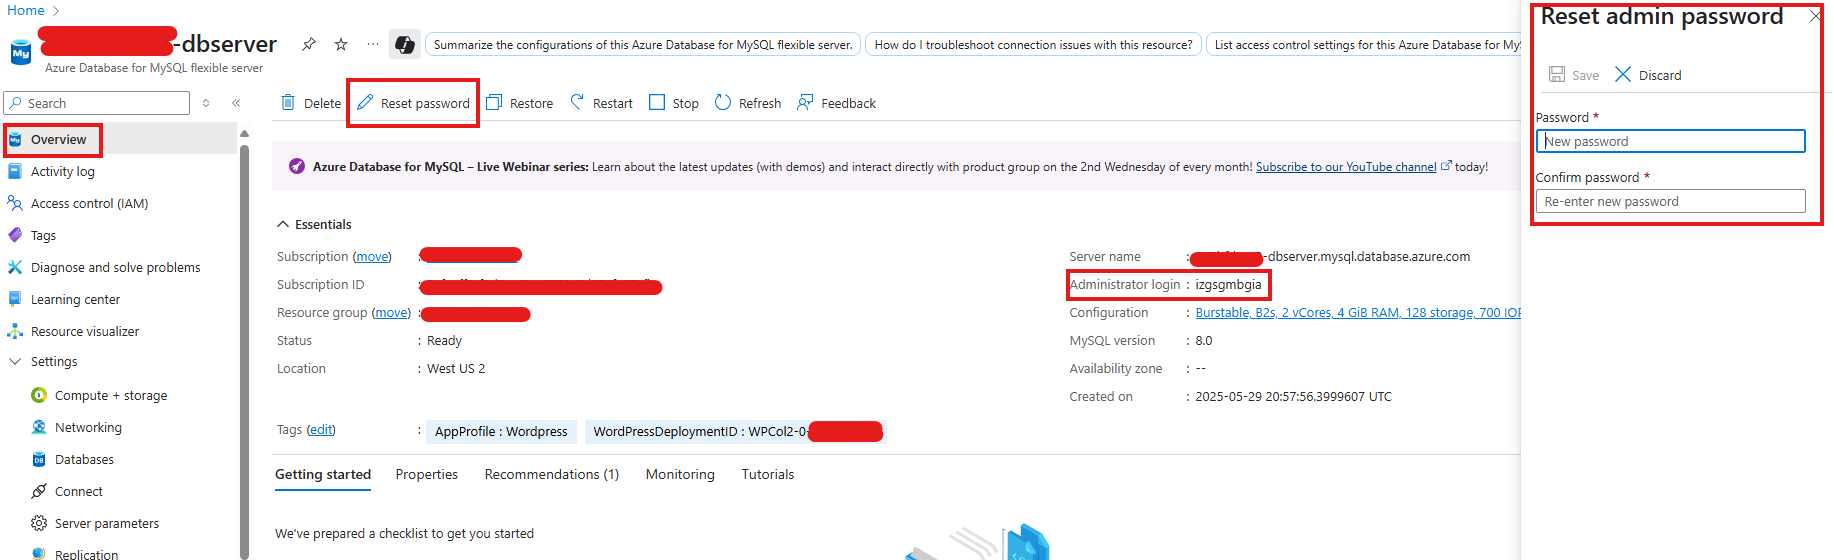 Home >
-dbserver
Azure Database for MySQL flexible server
Summarize the configurations of this Azure Database for MySQL flexible server.
How do I troubleshoot connection issues with this resource?
List access control settings for this Azure Database for MyS
Search
Overview
Activity log
Access control (IAM)
Tags
Diagnose and solve problems
Learning center
Resource visualizer
Settings
Compute + storage
Networking
Databases
Connect
Server parameters
Replication
Delete
Reset password
Restore
Restart
Stop
Refresh
Feedback
Azure Database for MySQL – Live Webinar series: Learn about the latest updates (with demos) and interact directly with product group on the 2nd Wednesday of every month! Subscribe to our YouTube channel today!
Essentials
Subscription (move) :
Subscription ID :
Resource group (move) :
Status : Ready
Location : West US 2
Server name : -dbserver.mysql.database.azure.com
Administrator login : izgsgmbgia
Configuration : Burstable, B2s, 2 vCores, 4 GiB RAM, 128 storage, 700 IOP
MySQL version : 8.0
Availability zone : --
Created on : 2025-05-29 20:57:56.3999607 UTC
Tags (edit) : AppProfile : Wordpress WordPressDeploymentID : WPCol2-0-
Getting started
Properties
Recommendations (1)
Monitoring
Tutorials
We've prepared a checklist to get you started
Reset admin password
Save
Discard
Password *
New password
Confirm password *
Re-enter new password